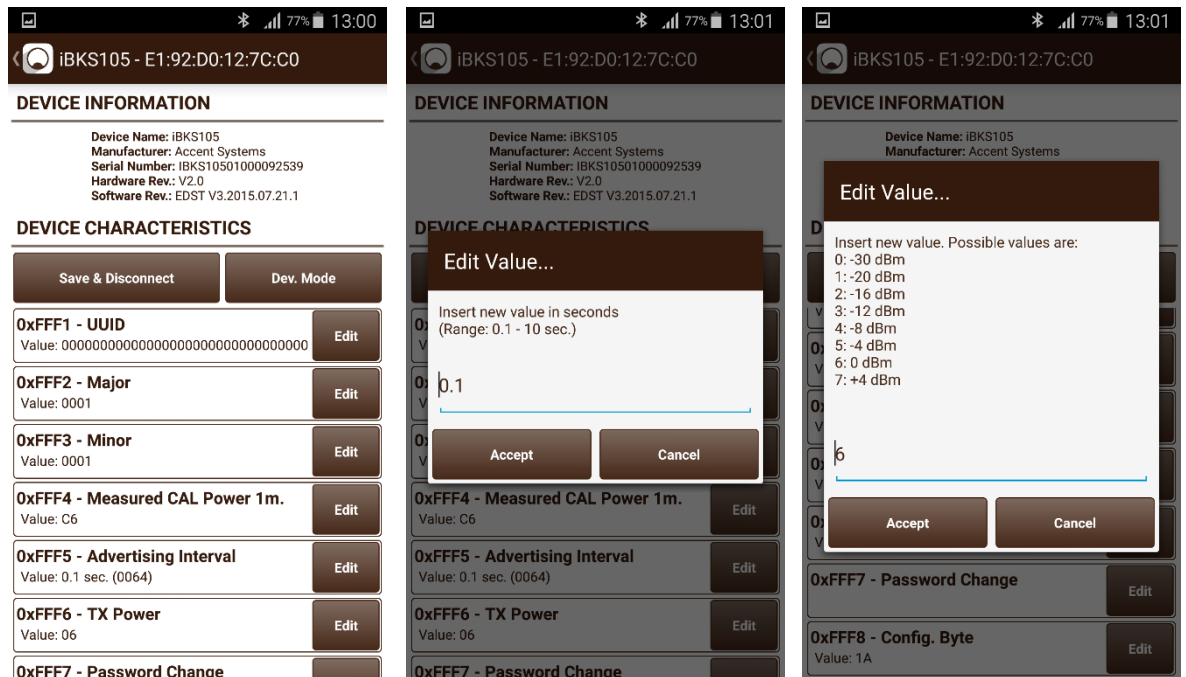 77% 13:00
iBKS105 - E1:92:D0:12:7C:C0
DEVICE INFORMATION
Device Name: iBKS105
Manufacturer: Accent Systems
Serial Number: IBKS10501000092539
Hardware Rev.: V2.0
Software Rev.: EDST V3.2015.07.21.1
DEVICE CHARACTERISTICS
Save & Disconnect
Dev. Mode
0xFFF1 - UUID
Value: 00000000000000000000000000000000
Edit
0xFFF2 - Major
Value: 0001
Edit
0xFFF3 - Minor
Value: 0001
Edit
0xFFF4 - Measured CAL Power 1m.
Value: C6
Edit
0xFFF5 - Advertising Interval
Value: 0.1 sec. (0064)
Edit
0xFFF6 - TX Power
Value: 06
Edit
0xFFF7 - Password Change
77% 13:01
iBKS105 - E1:92:D0:12:7C:C0
DEVICE INFORMATION
Device Name: iBKS105
Manufacturer: Accent Systems
Serial Number: IBKS10501000092539
Hardware Rev.: V2.0
Software Rev.: EDST V3.2015.07.21.1
DEVICE CHARACTERISTICS
Edit Value...
Insert new value in seconds
(Range: 0.1 - 10 sec.)
0.1
Accept
Cancel
0xFFF4 - Measured CAL Power 1m.
Value: C6
Edit
0xFFF5 - Advertising Interval
Value: 0.1 sec. (0064)
Edit
0xFFF6 - TX Power
Value: 06
Edit
0xFFF7 - Password Change
77% 13:01
iBKS105 - E1:92:D0:12:7C:C0
DEVICE INFORMATION
Device Name: iBKS105
Manufacturer: Accent Systems
Edit Value...
Insert new value. Possible values are:
0: -30 dBm
1: -20 dBm
2: -16 dBm
3: -12 dBm
4: -8 dBm
5: -4 dBm
6: 0 dBm
7: +4 dBm
6
Accept
Cancel
0xFFF7 - Password Change
Edit
0xFFF8 - Config. Byte
Value: 1A
Edit